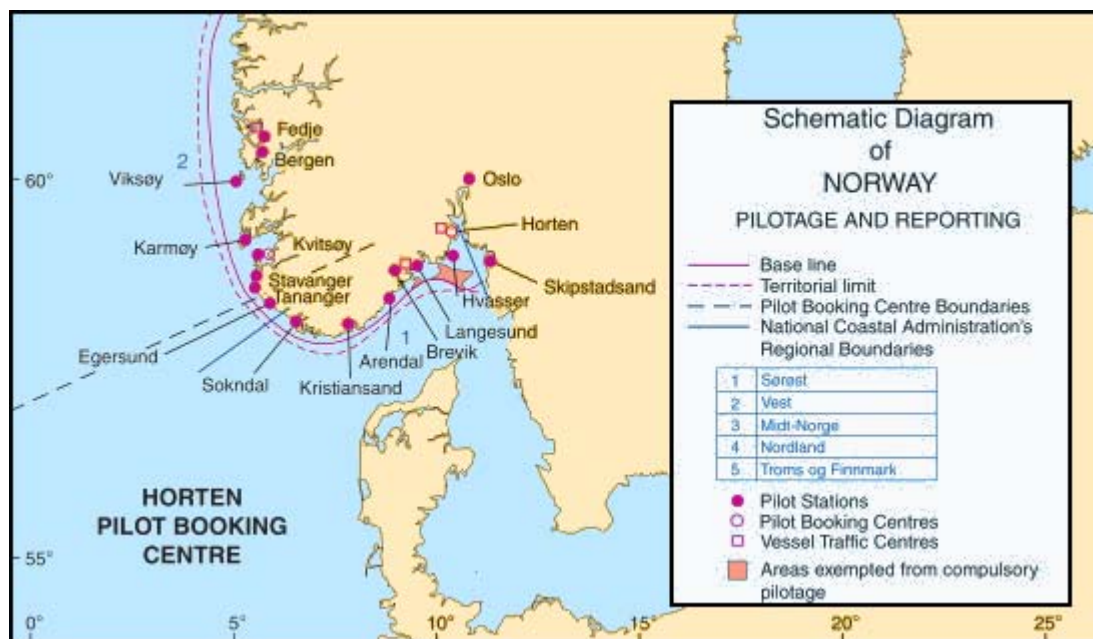 Fedje
2
Bergen
60°
Viksøy
Oslo
Horten
Karmøy
Kvitsøy
Stavanger
Tananger
Skipstadsand
Hvasser
Langesund
1
Brevik
Arendal
Egersund
Sokndal
Kristiansand
HORTEN
PILOT BOOKING
CENTRE
55°
0°
5°
10°
15°
20°
25°
Schematic Diagram
of
NORWAY
PILOTAGE AND REPORTING
Base line
Territorial limit
Pilot Booking Centre Boundaries
National Coastal Administration's
Regional Boundaries
1 Sørøst
2 Vest
3 Midt-Norge
4 Nordland
5 Troms og Finnmark
Pilot Stations
Pilot Booking Centres
Vessel Traffic Centres
Areas exempted from compulsory
pilotage